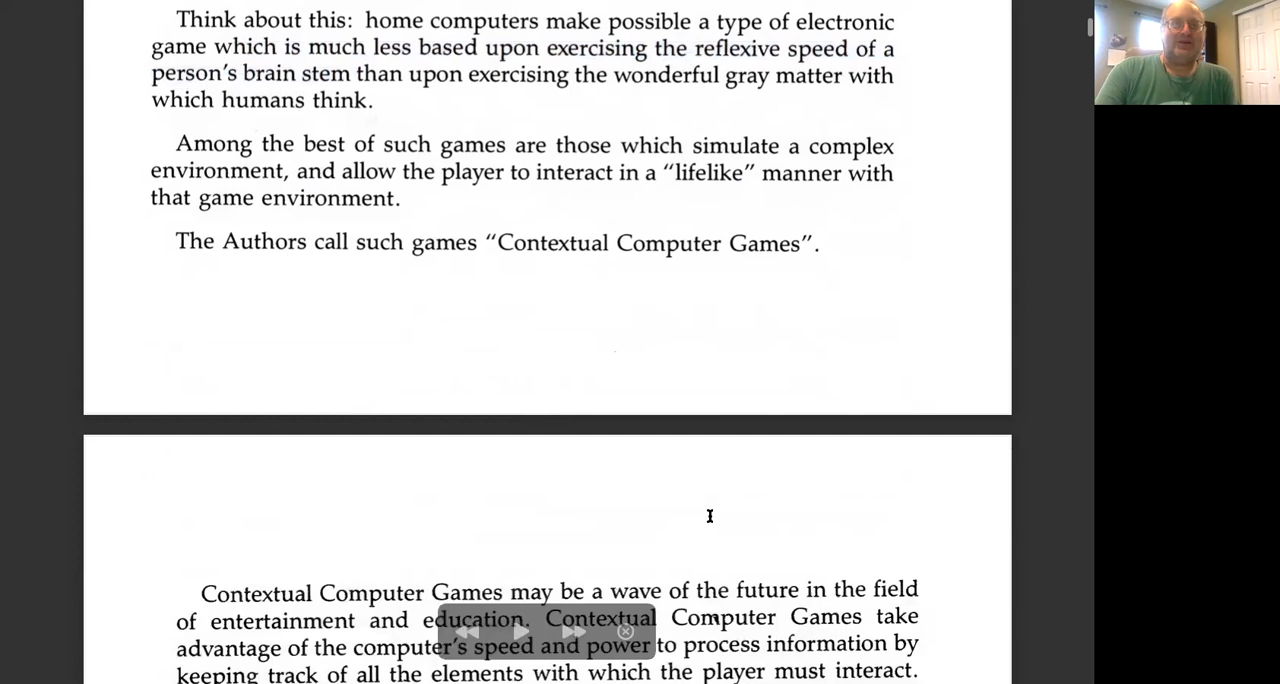 Think about this: home computers make possible a type of electronic
game which is much less based upon exercising the reflexive speed of a
person's brain stem than upon exercising the wonderful gray matter with
which humans think.
Among the best of such games are those which simulate a complex
environment, and allow the player to interact in a “lifelike” manner with
that game environment.
The Authors call such games “Contextual Computer Games”.
Contextual Computer Games may be a wave of the future in the field
of entertainment and education. Contextual Computer Games take
advantage of the computer's speed and power to process information by
keeping track of all the elements with which the player must interact.